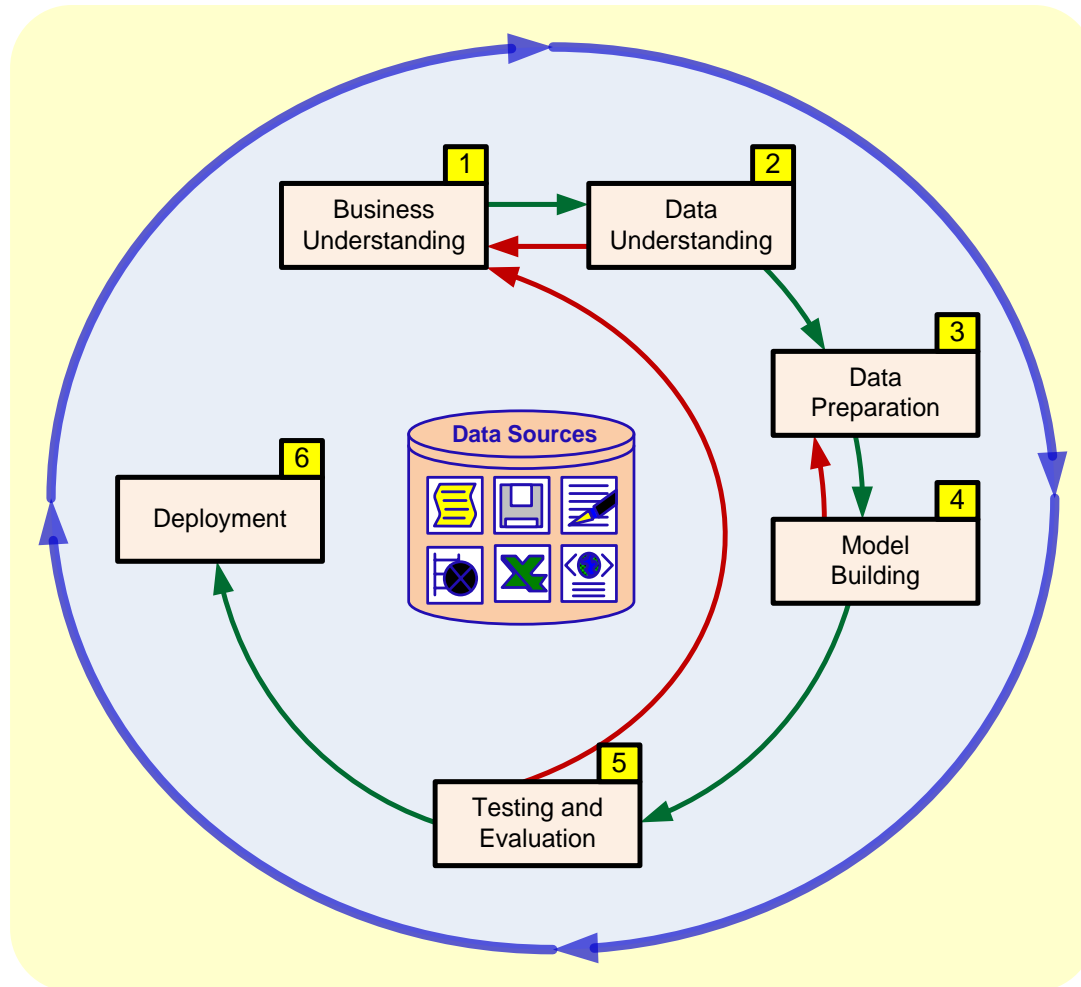 1
Business
Understanding
2
Data
Understanding
3
Data
Preparation
Data Sources
6
Deployment
4
Model
Building
5
Testing and
Evaluation